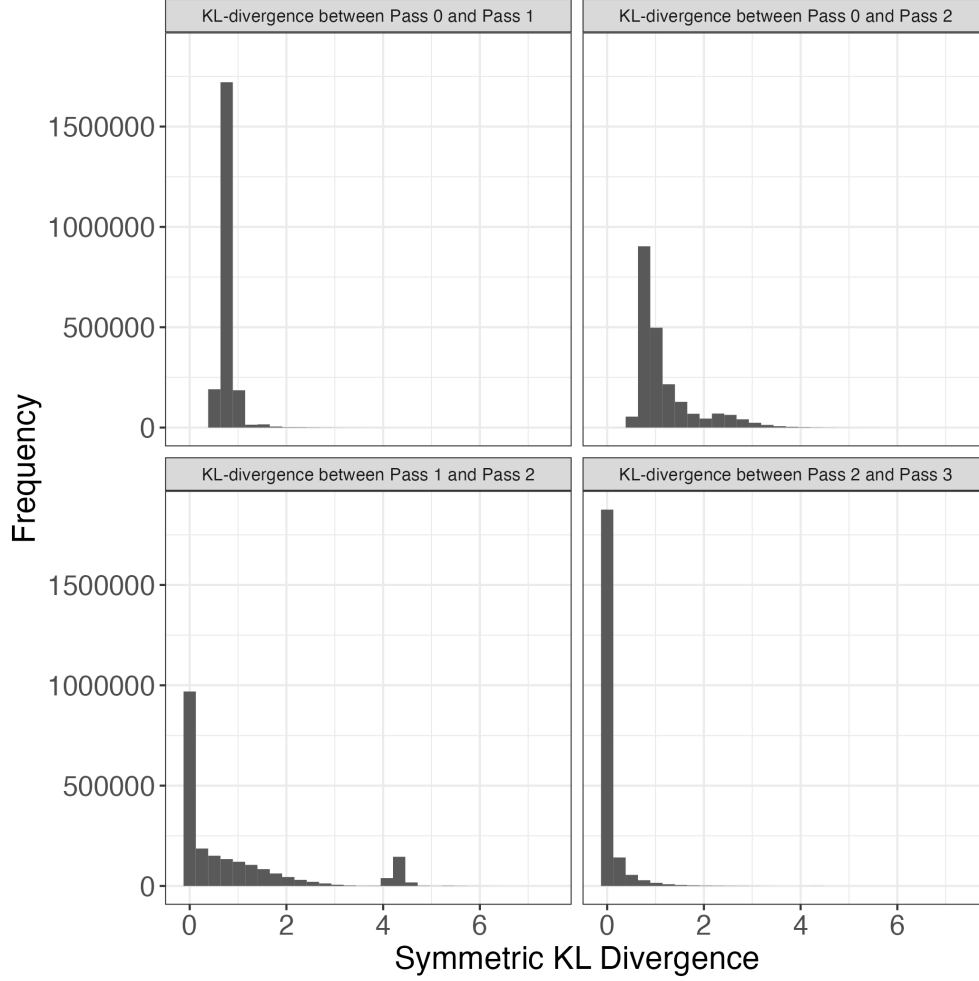 KL-divergence between Pass 0 and Pass 1
KL-divergence between Pass 0 and Pass 2
1500000
1000000
500000
0
KL-divergence between Pass 1 and Pass 2
KL-divergence between Pass 2 and Pass 3
1500000
1000000
500000
0
0 2 4 6
0 2 4 6
Frequency
Symmetric KL Divergence